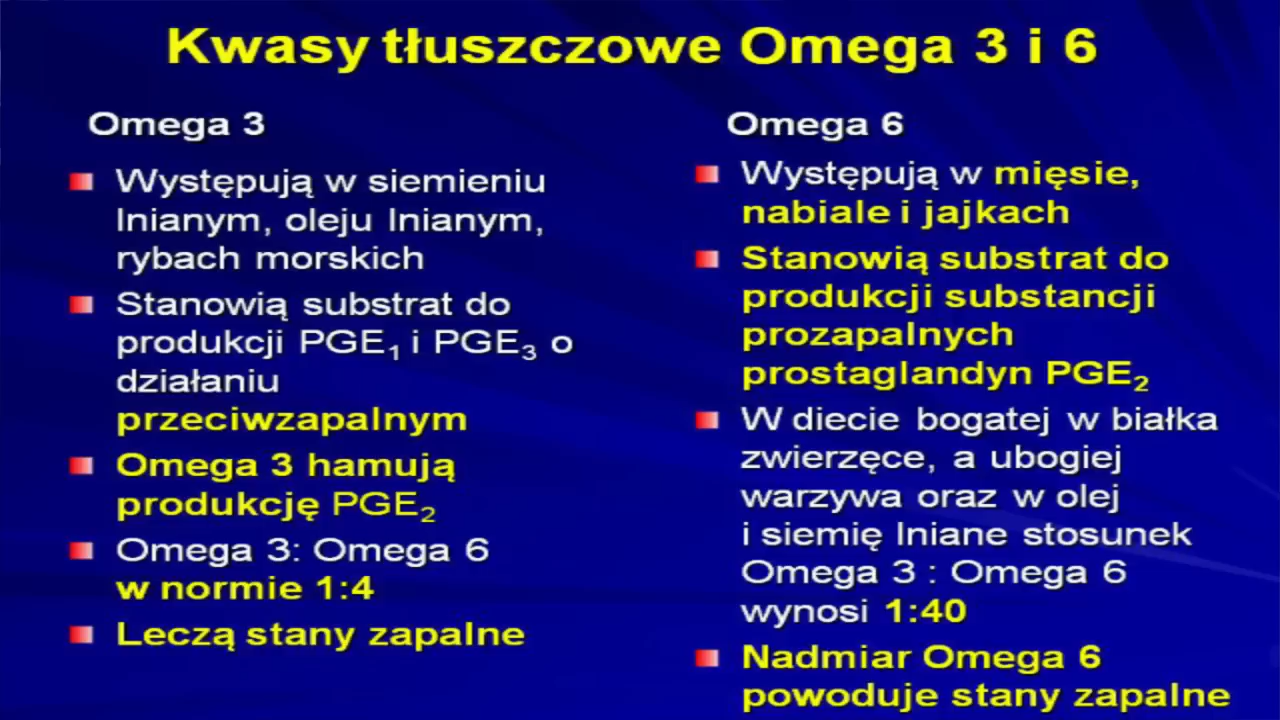 Kwasy tłuszczowe Omega 3 i 6
Omega 3
Występują w siemieniu
lnianym, oleju lnianym,
rybach morskich
Stanowią substrat do
produkcji PGE₁ i PGE₃ o
działaniu
przeciwzapalnym
Omega 3 hamują
produkcję PGE₂
Omega 3: Omega 6
w normie 1:4
Leczą stany zapalne
Omega 6
Występują w mięsie,
nabiale i jajkach
Stanowią substrat do
produkcji substancji
prozapalnych
prostaglandyn PGE₂
W diecie bogatej w białka
zwierzęce, a ubogiej
warzywa oraz w olej
i siemię lniane stosunek
Omega 3 : Omega 6
wynosi 1:40
Nadmiar Omega 6
powoduje stany zapalne